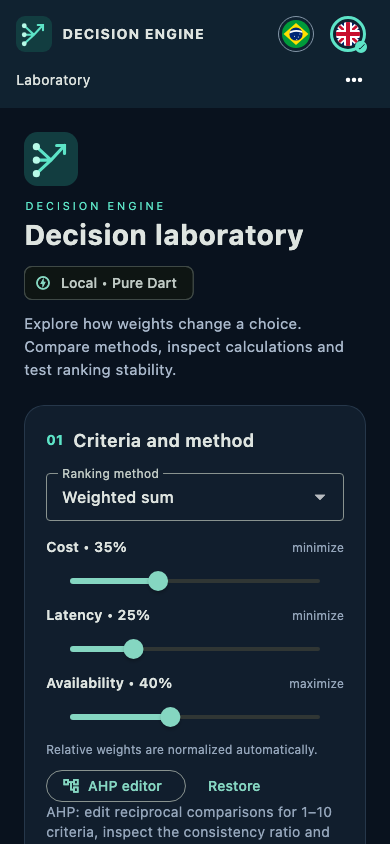 DECISION ENGINE
Laboratory
DECISION ENGINE
Decision laboratory
Local • Pure Dart
Explore how weights change a choice.
Compare methods, inspect calculations and
test ranking stability.
01 Criteria and method
Ranking method
Weighted sum
Cost • 35% minimize
Latency • 25% minimize
Availability • 40% maximize
Relative weights are normalized automatically.
AHP editor Restore
AHP: edit reciprocal comparisons for 1–10
criteria, inspect the consistency ratio and